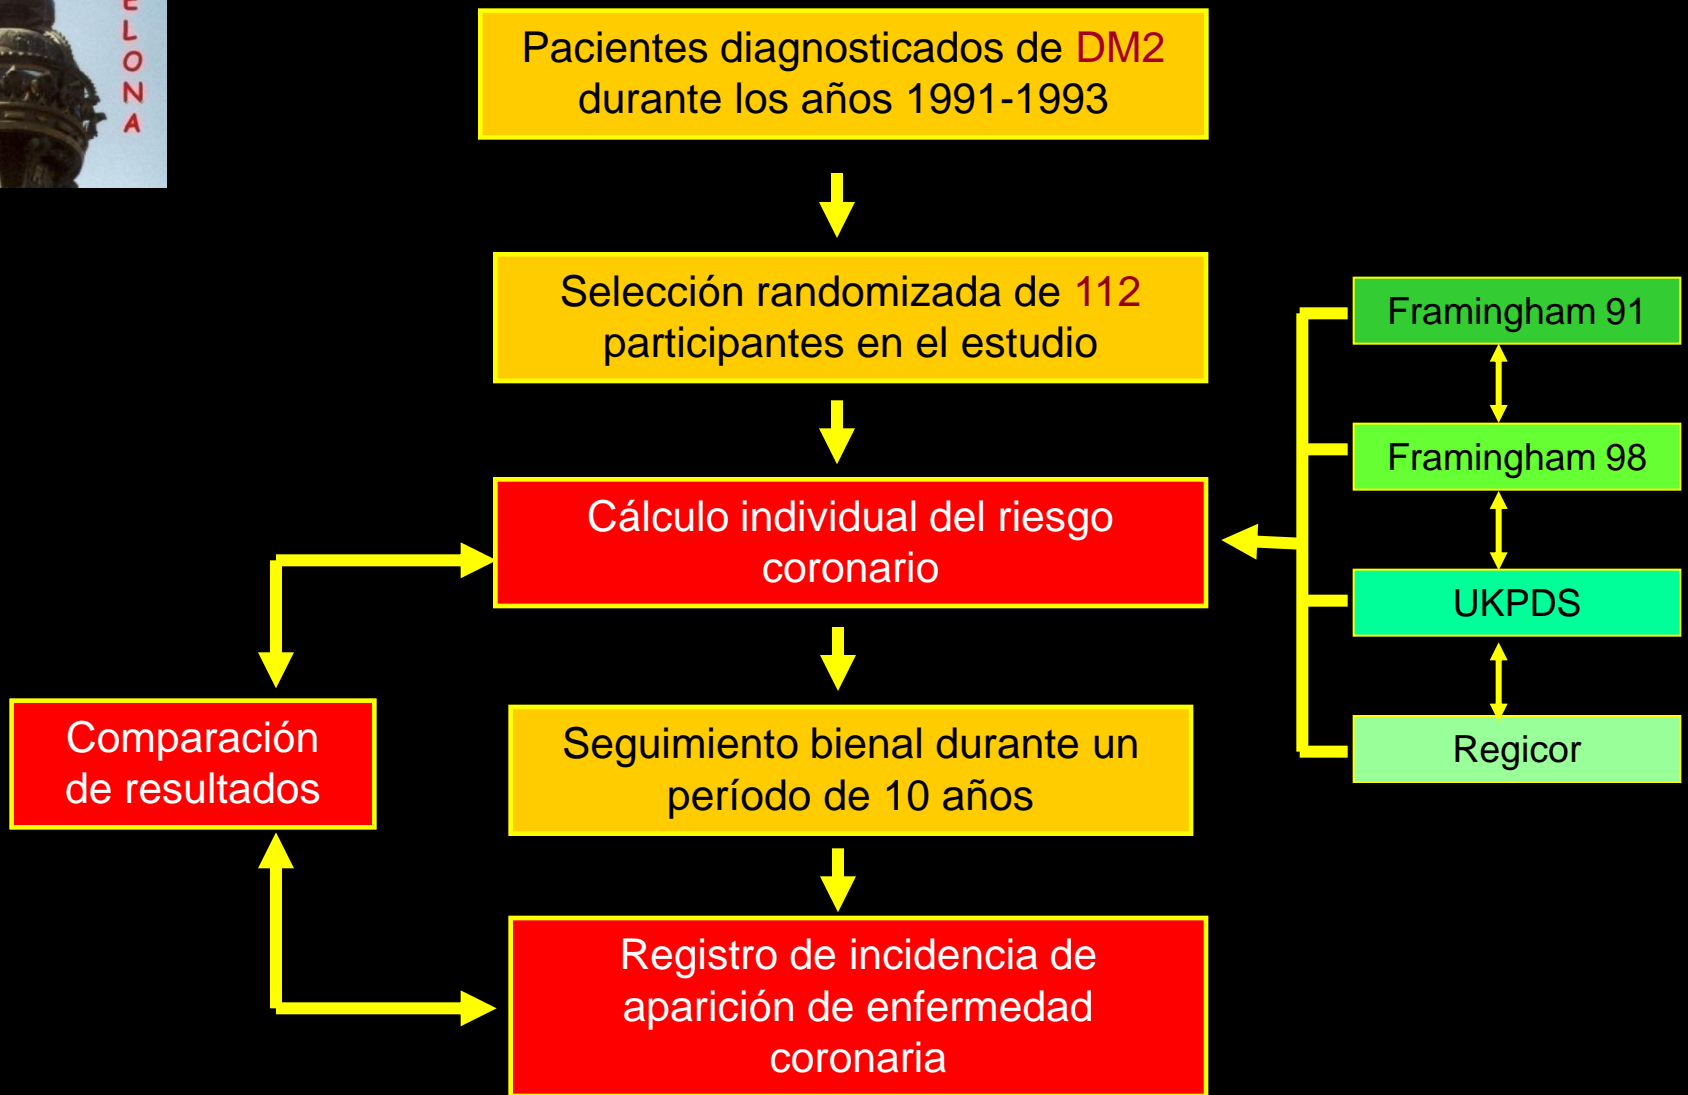 ELONA
Pacientes diagnosticados de DM2
durante los años 1991-1993
Selección randomizada de 112
participantes en el estudio
Cálculo individual del riesgo
coronario
Seguimiento bienal durante un
período de 10 años
Registro de incidencia de
aparición de enfermedad
coronaria
Comparación
de resultados
Framingham 91
Framingham 98
UKPDS
Regicor